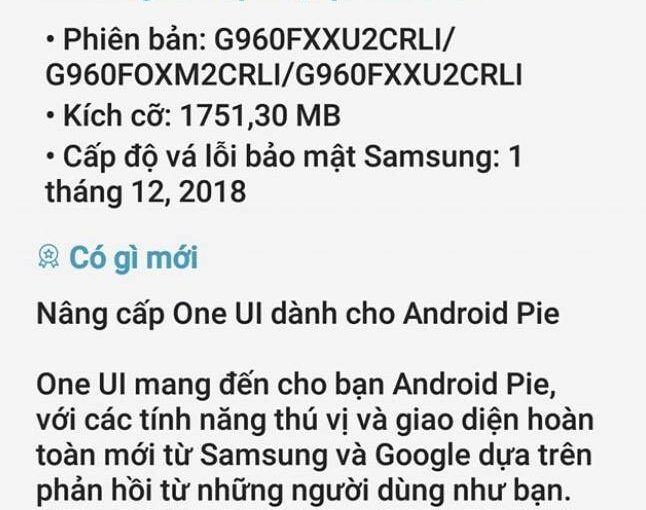 • Phiên bản: G960FXXU2CRLI/
G960FOXM2CRLI/G960FXXU2CRLI
• Kích cỡ: 1751,30 MB
• Cấp độ vá lỗi bảo mật Samsung: 1
tháng 12, 2018
Có gì mới
Nâng cấp One UI dành cho Android Pie
One UI mang đến cho bạn Android Pie,
với các tính năng thú vị và giao diện hoàn
toàn mới từ Samsung và Google dựa trên
phản hồi từ những người dùng như bạn.